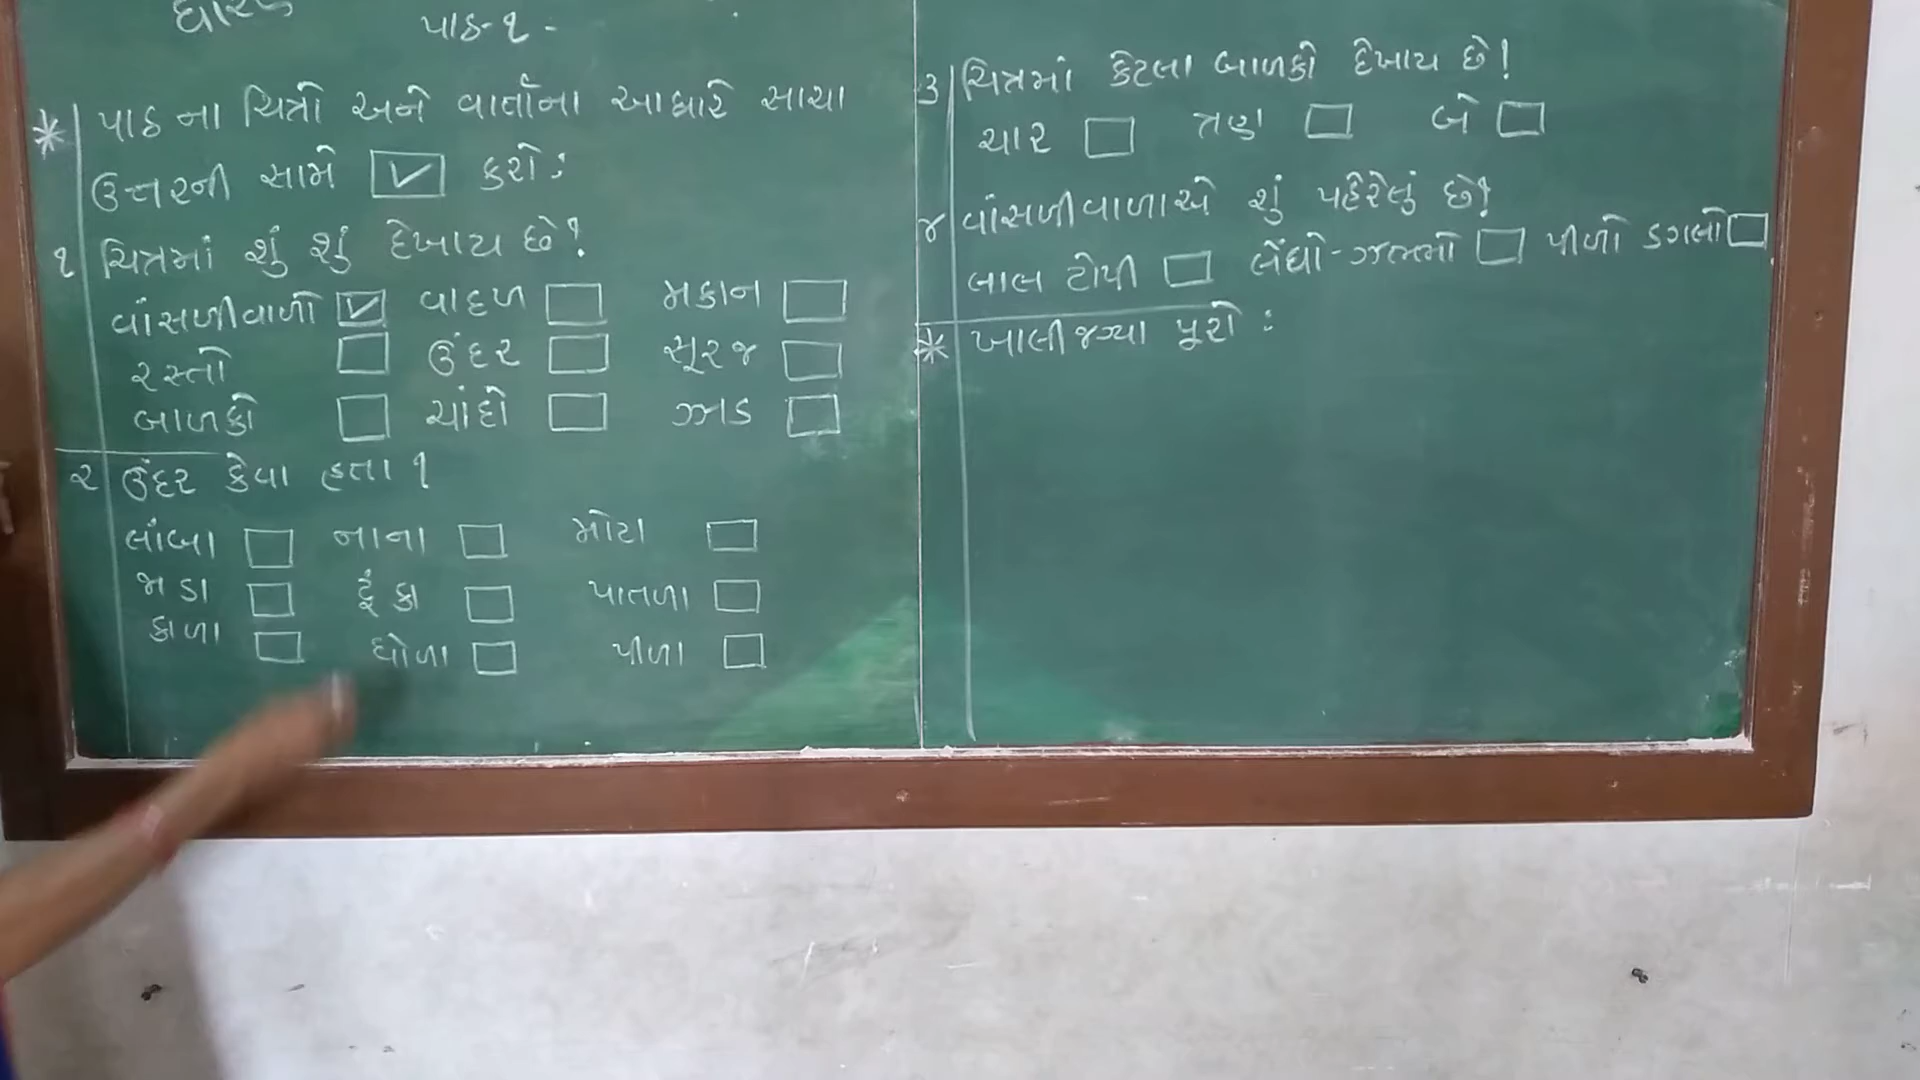 પાઠ-૧ -
* પાઠ ના ચિત્રો અને વાર્તાના આધારે સાચા
ઉત્તરની સામે ☑ કરો :
૧ ચિત્રમાં શું શું દેખાય છે?
વાંસળીવાળો ☑ વાદળ ☐ મકાન ☐
રસ્તો ☐ ઉંદર ☐ સૂરજ ☐
બાળકો ☐ ચાંદો ☐ ઝાડ ☐
૨ ઉંદર કેવા હતા ?
લાંબા ☐ નાના ☐ મોટા ☐
જાડા ☐ ટૂંકા ☐ પાતળા ☐
કાળા ☐ ધોળા ☐ પીળા ☐
૩ ચિત્રમાં કેટલા બાળકો દેખાય છે!
ચાર ☐ ત્રણ ☐ બે ☐
૪ વાંસળીવાળાએ શું પહેરેલું છે?
લાલ ટોપી ☐ લેંઘો-ઝભ્ભો ☐ પીળો ડગલો ☐
* ખાલી જગ્યા પૂરો :